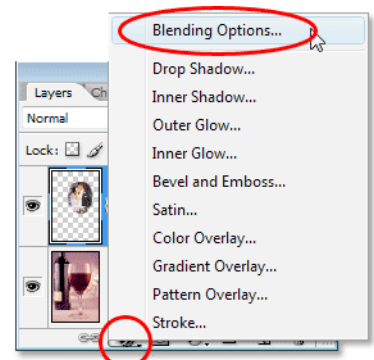 Blending Options...
Drop Shadow...
Inner Shadow...
Outer Glow...
Inner Glow...
Bevel and Emboss...
Satin...
Color Overlay...
Gradient Overlay...
Pattern Overlay...
Stroke...
Layers Ch
Normal
Lock: